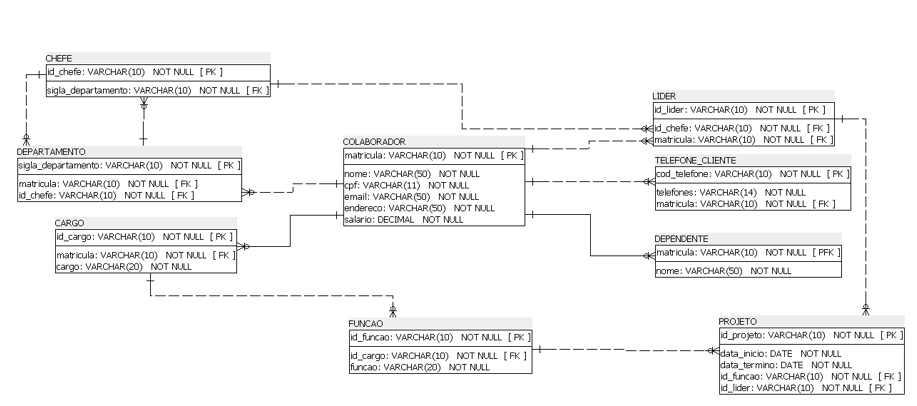 CHEFE
id_chefe: VARCHAR(10) NOT NULL [ PK ]
sigla_departamento: VARCHAR(10) NOT NULL [ FK ]
DEPARTAMENTO
sigla_departamento: VARCHAR(10) NOT NULL [ PK ]
matricula: VARCHAR(10) NOT NULL [ FK ]
id_chefe: VARCHAR(10) NOT NULL [ FK ]
CARGO
id_cargo: VARCHAR(10) NOT NULL [ PK ]
matricula: VARCHAR(10) NOT NULL [ FK ]
cargo: VARCHAR(20) NOT NULL
COLABORADOR
matricula: VARCHAR(10) NOT NULL [ PK ]
nome: VARCHAR(50) NOT NULL
cpf: VARCHAR(11) NOT NULL
email: VARCHAR(50) NOT NULL
endereco: VARCHAR(50) NOT NULL
salario: DECIMAL NOT NULL
LIDER
id_lider: VARCHAR(10) NOT NULL [ PK ]
id_chefe: VARCHAR(10) NOT NULL [ FK ]
matricula: VARCHAR(10) NOT NULL [ FK ]
TELEFONE_CLIENTE
cod_telefone: VARCHAR(10) NOT NULL [ PK ]
telefones: VARCHAR(14) NOT NULL
matricula: VARCHAR(10) NOT NULL [ FK ]
DEPENDENTE
matricula: VARCHAR(10) NOT NULL [ PFK ]
nome: VARCHAR(50) NOT NULL
FUNCAO
id_funcao: VARCHAR(10) NOT NULL [ PK ]
id_cargo: VARCHAR(10) NOT NULL [ FK ]
funcao: VARCHAR(20) NOT NULL
PROJETO
id_projeto: VARCHAR(10) NOT NULL [ PK ]
data_inicio: DATE NOT NULL
data_termino: DATE NOT NULL
id_funcao: VARCHAR(10) NOT NULL [ FK ]
id_lider: VARCHAR(10) NOT NULL [ FK ]